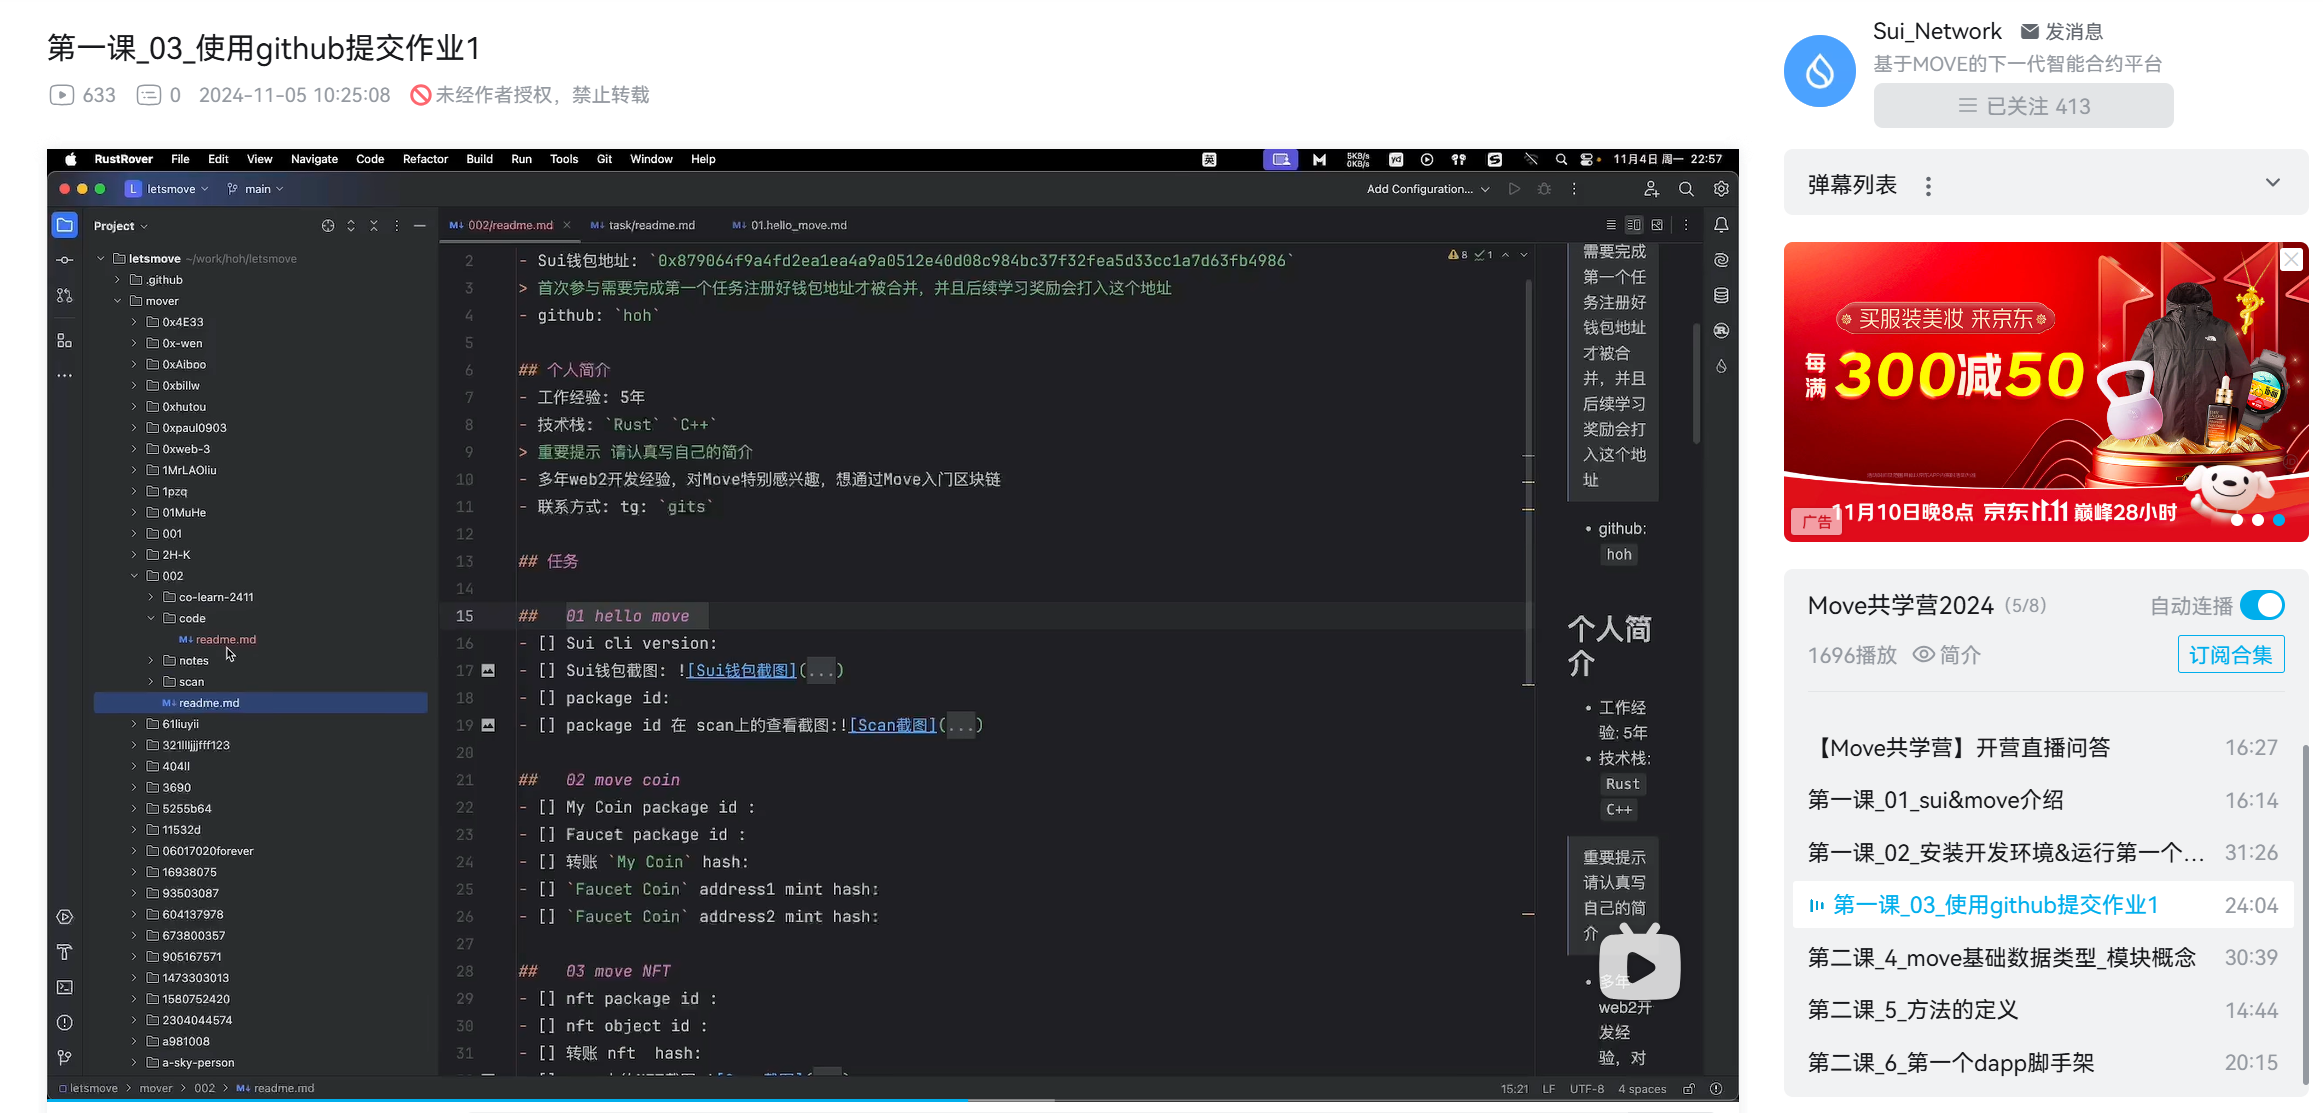 第一课_03_使用github提交作业1
633 0 2024-11-05 10:25:08 未经作者授权，禁止转载
Sui_Network 发消息
基于MOVE的下一代智能合约平台
已关注 413
弹幕列表
RustRover File Edit View Navigate Code Refactor Build Run Tools Git Window Help
英 5KB/s 0KB/s yd 11月4日 周一 22:57
L letsmove main Add Configuration...
Project
002/readme.md task/readme.md 01.hello_move.md
letsmove ~/work/hoh/letsmove
.github
mover
0x4E33
0x-wen
0xAiboo
0xbillw
0xhutou
0xpaul0903
0xweb-3
1MrLAOliu
1pzq
01MuHe
001
2H-K
002
co-learn-2411
code
readme.md
notes
scan
readme.md
61liuyii
321llljjjfff123
404ll
3690
5255b64
11532d
06017020forever
16938075
93503087
604137978
673800357
905167571
1473303013
1580752420
2304044574
a981008
a-sky-person
8 1
2 - Sui钱包地址: `0x879064f9a4fd2ea1ea4a9a0512e40d08c984bc37f32fea5d33cc1a7d63fb4986`
3 > 首次参与需要完成第一个任务注册好钱包地址才被合并，并且后续学习奖励会打入这个地址
4 - github: `hoh`
5
6 ## 个人简介
7 - 工作经验: 5年
8 - 技术栈: `Rust` `C++`
9 > 重要提示 请认真写自己的简介
10 - 多年web2开发经验，对Move特别感兴趣，想通过Move入门区块链
11 - 联系方式: tg: `gits`
12
13 ## 任务
14
15 ## 01 hello move
16 - [] Sui cli version:
17 - [] Sui钱包截图: ![Sui钱包截图](...)
18 - [] package id:
19 - [] package id 在 scan上的查看截图:![Scan截图](...)
20
21 ## 02 move coin
22 - [] My Coin package id :
23 - [] Faucet package id :
24 - [] 转账 `My Coin` hash:
25 - [] `Faucet Coin` address1 mint hash:
26 - [] `Faucet Coin` address2 mint hash:
27
28 ## 03 move NFT
29 - [] nft package id :
30 - [] nft object id :
31 - [] 转账 nft hash:
需要完成
第一个任
务注册好
钱包地址
才被合
并，并且
后续学习
奖励会打
入这个地
址
github:
hoh
个人简
介
工作经
验: 5年
技术栈:
Rust
C++
重要提示
请认真写
自己的简
介
多年
web2开
发经
验，对
letsmove > mover > 002 > readme.md
15:21 LF UTF-8 4 spaces
买服装美妆 来京东
每满300减50
11月10日晚8点 京东11.11 巅峰28小时
广告
Move共学营2024 (5/8) 自动连播
1696播放 简介 订阅合集
【Move共学营】开营直播问答 16:27
第一课_01_sui&move介绍 16:14
第一课_02_安装开发环境&运行第一个... 31:26
第一课_03_使用github提交作业1 24:04
第二课_4_move基础数据类型_模块概念 30:39
第二课_5_方法的定义 14:44
第二课_6_第一个dapp脚手架 20:15